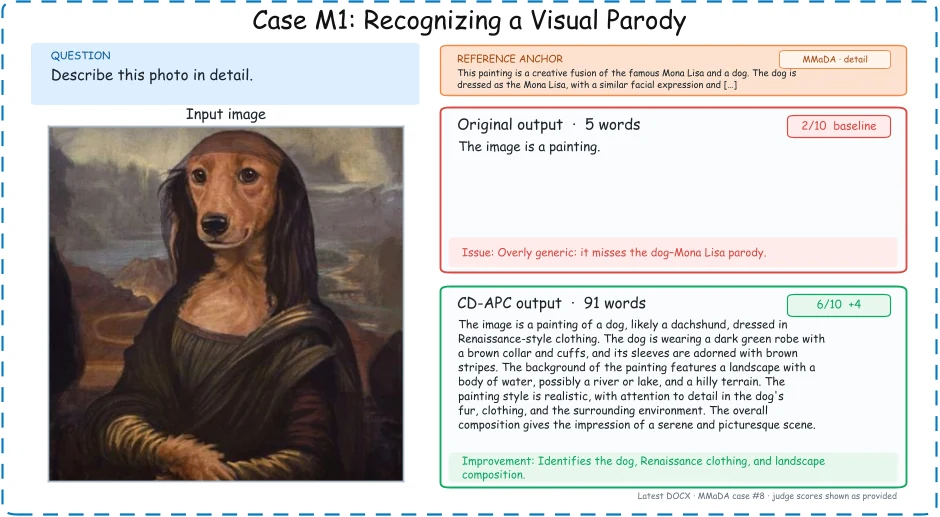 Case M1: Recognizing a Visual Parody
QUESTION
Describe this photo in detail.
Input image
REFERENCE ANCHOR
MMaDA · detail
This painting is a creative fusion of the famous Mona Lisa and a dog. The dog is
dressed as the Mona Lisa, with a similar facial expression and [...]
Original output · 5 words
2/10 baseline
The image is a painting.
Issue: Overly generic: it misses the dog–Mona Lisa parody.
CD-APC output · 91 words
6/10 +4
The image is a painting of a dog, likely a dachshund, dressed in
Renaissance-style clothing. The dog is wearing a dark green robe with
a brown collar and cuffs, and its sleeves are adorned with brown
stripes. The background of the painting features a landscape with a
body of water, possibly a river or lake, and a hilly terrain. The
painting style is realistic, with attention to detail in the dog's
fur, clothing, and the surrounding environment. The overall
composition gives the impression of a serene and picturesque scene.
Improvement: Identifies the dog, Renaissance clothing, and landscape
composition.
Latest DOCX · MMaDA case #8 · judge scores shown as provided